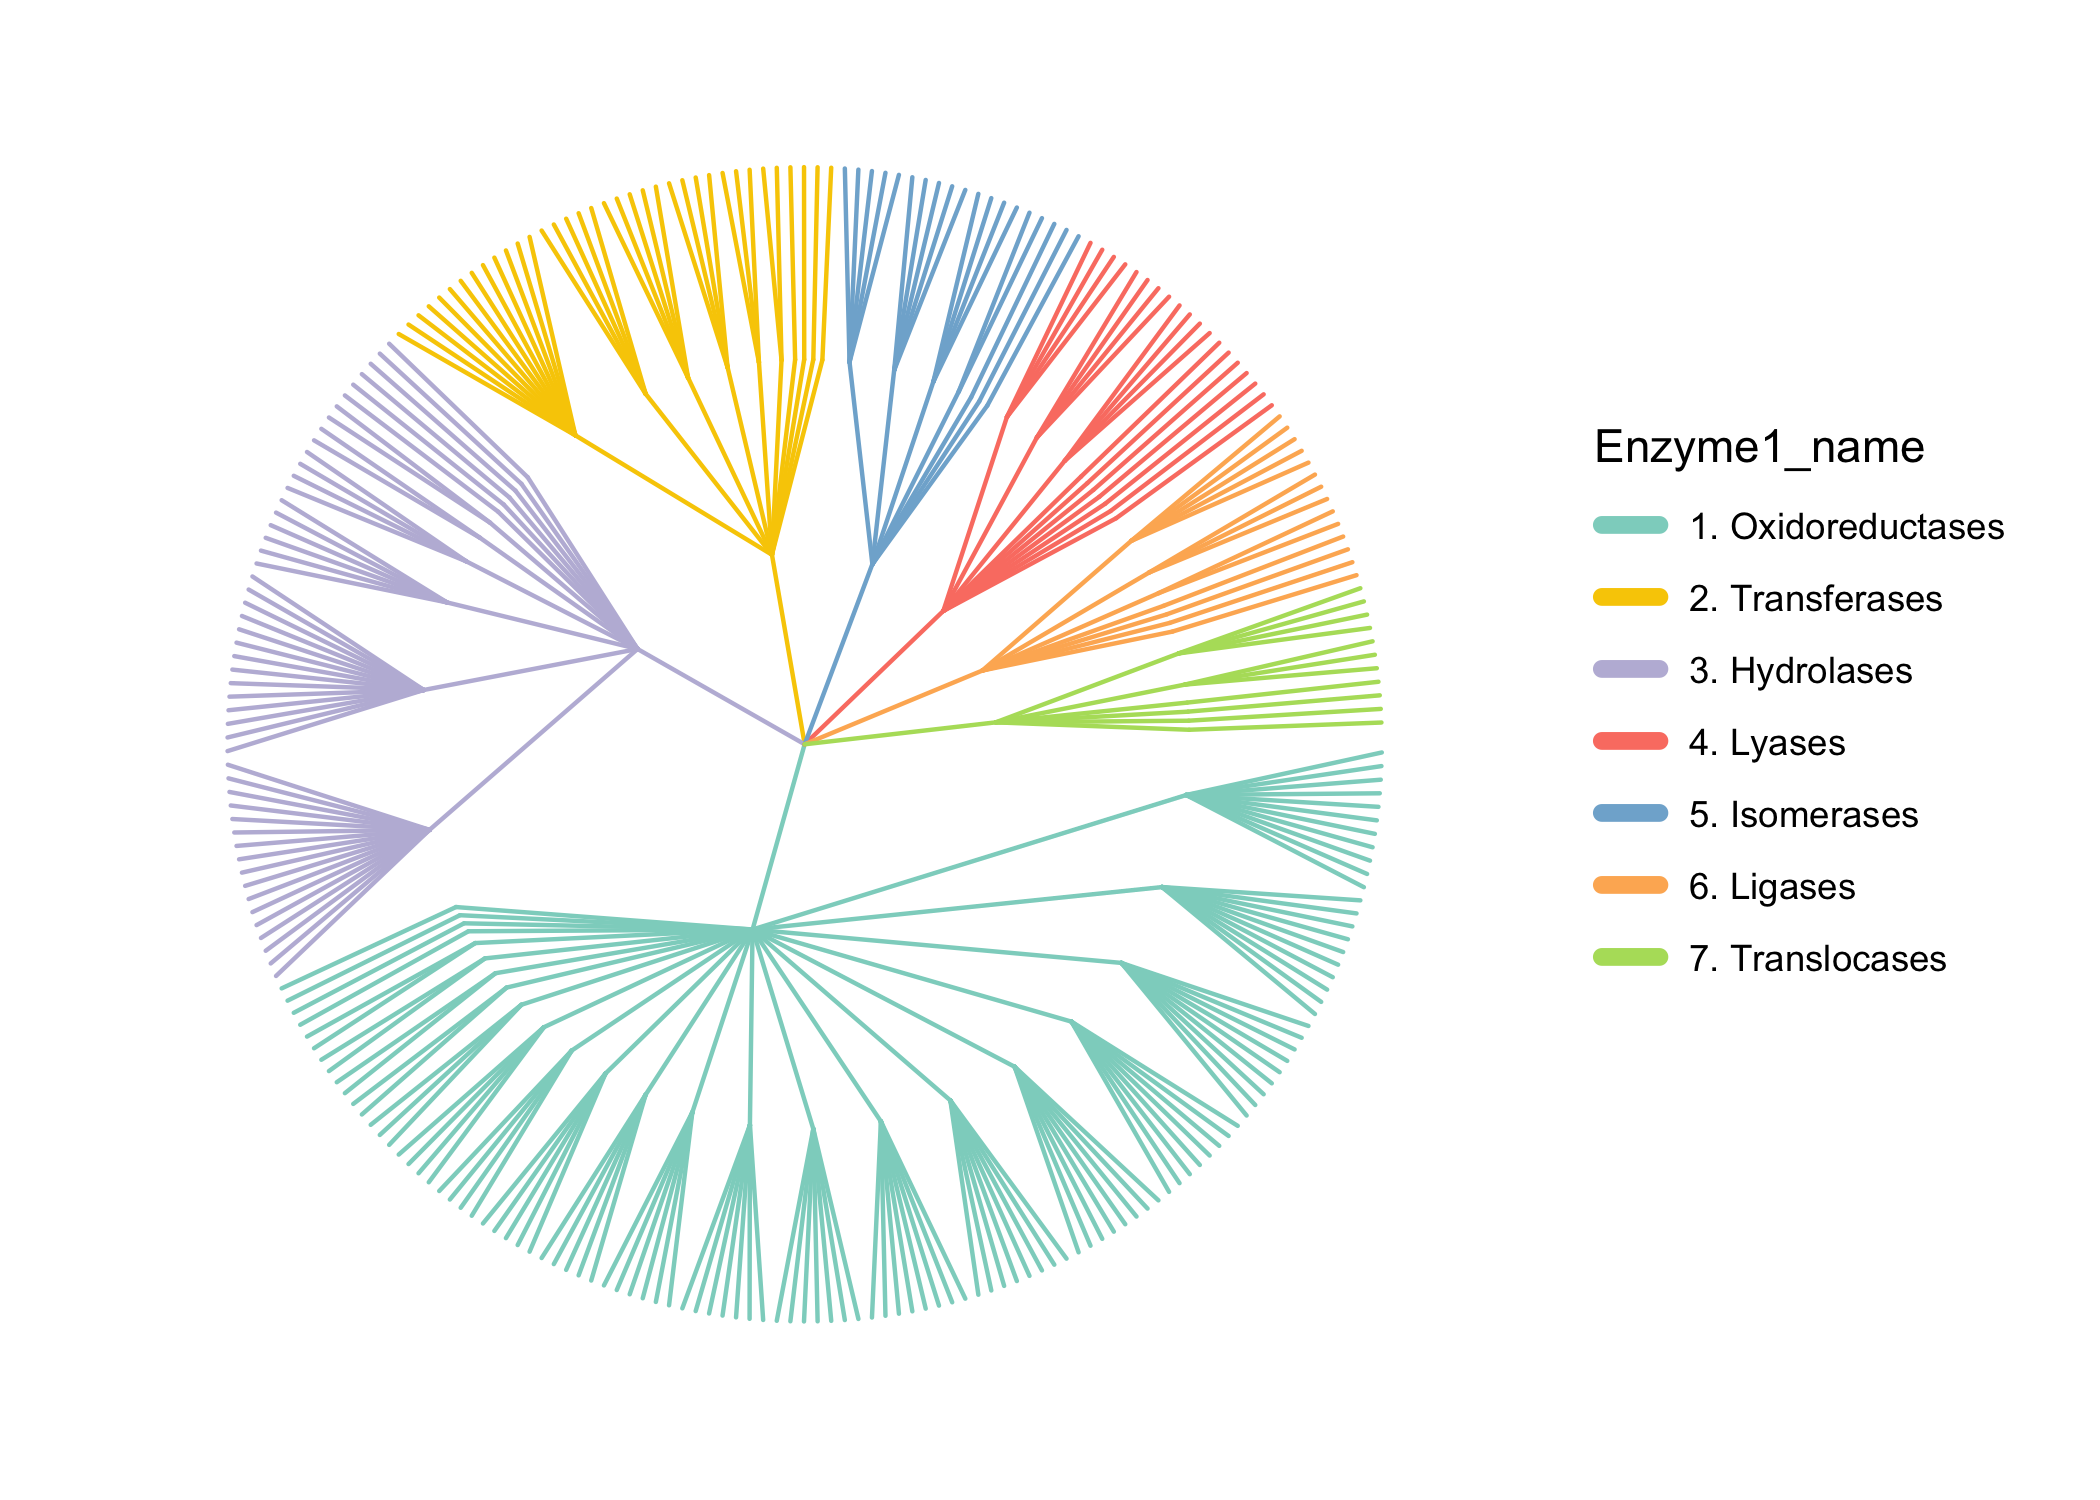 Enzyme1_name
1. Oxidoreductases
2. Transferases
3. Hydrolases
4. Lyases
5. Isomerases
6. Ligases
7. Translocases